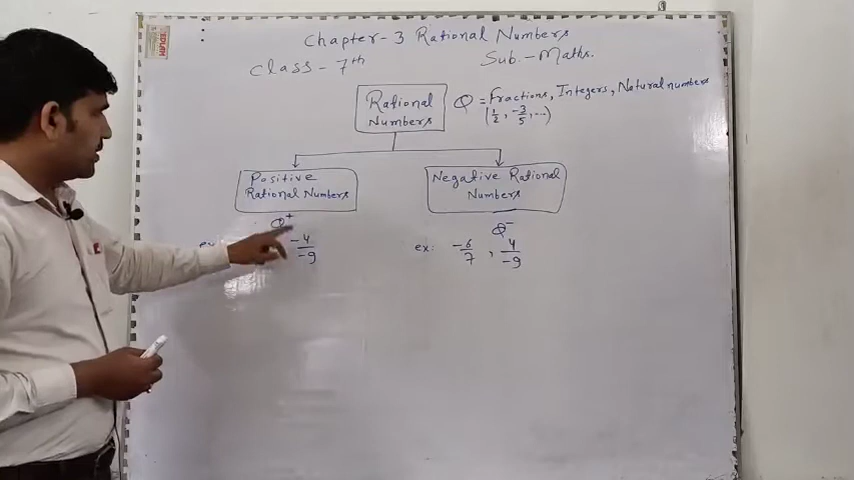 Chapter-3 Rational Numbers
Class - 7th Sub. - Maths.
Rational Numbers Q = Fractions, Integers, Natural numbers
(1/2, -3/5, ...)
Positive Rational Numbers
Negative Rational Numbers
Q+
Q-
ex: -4/-9
ex: -6/7, 4/-9